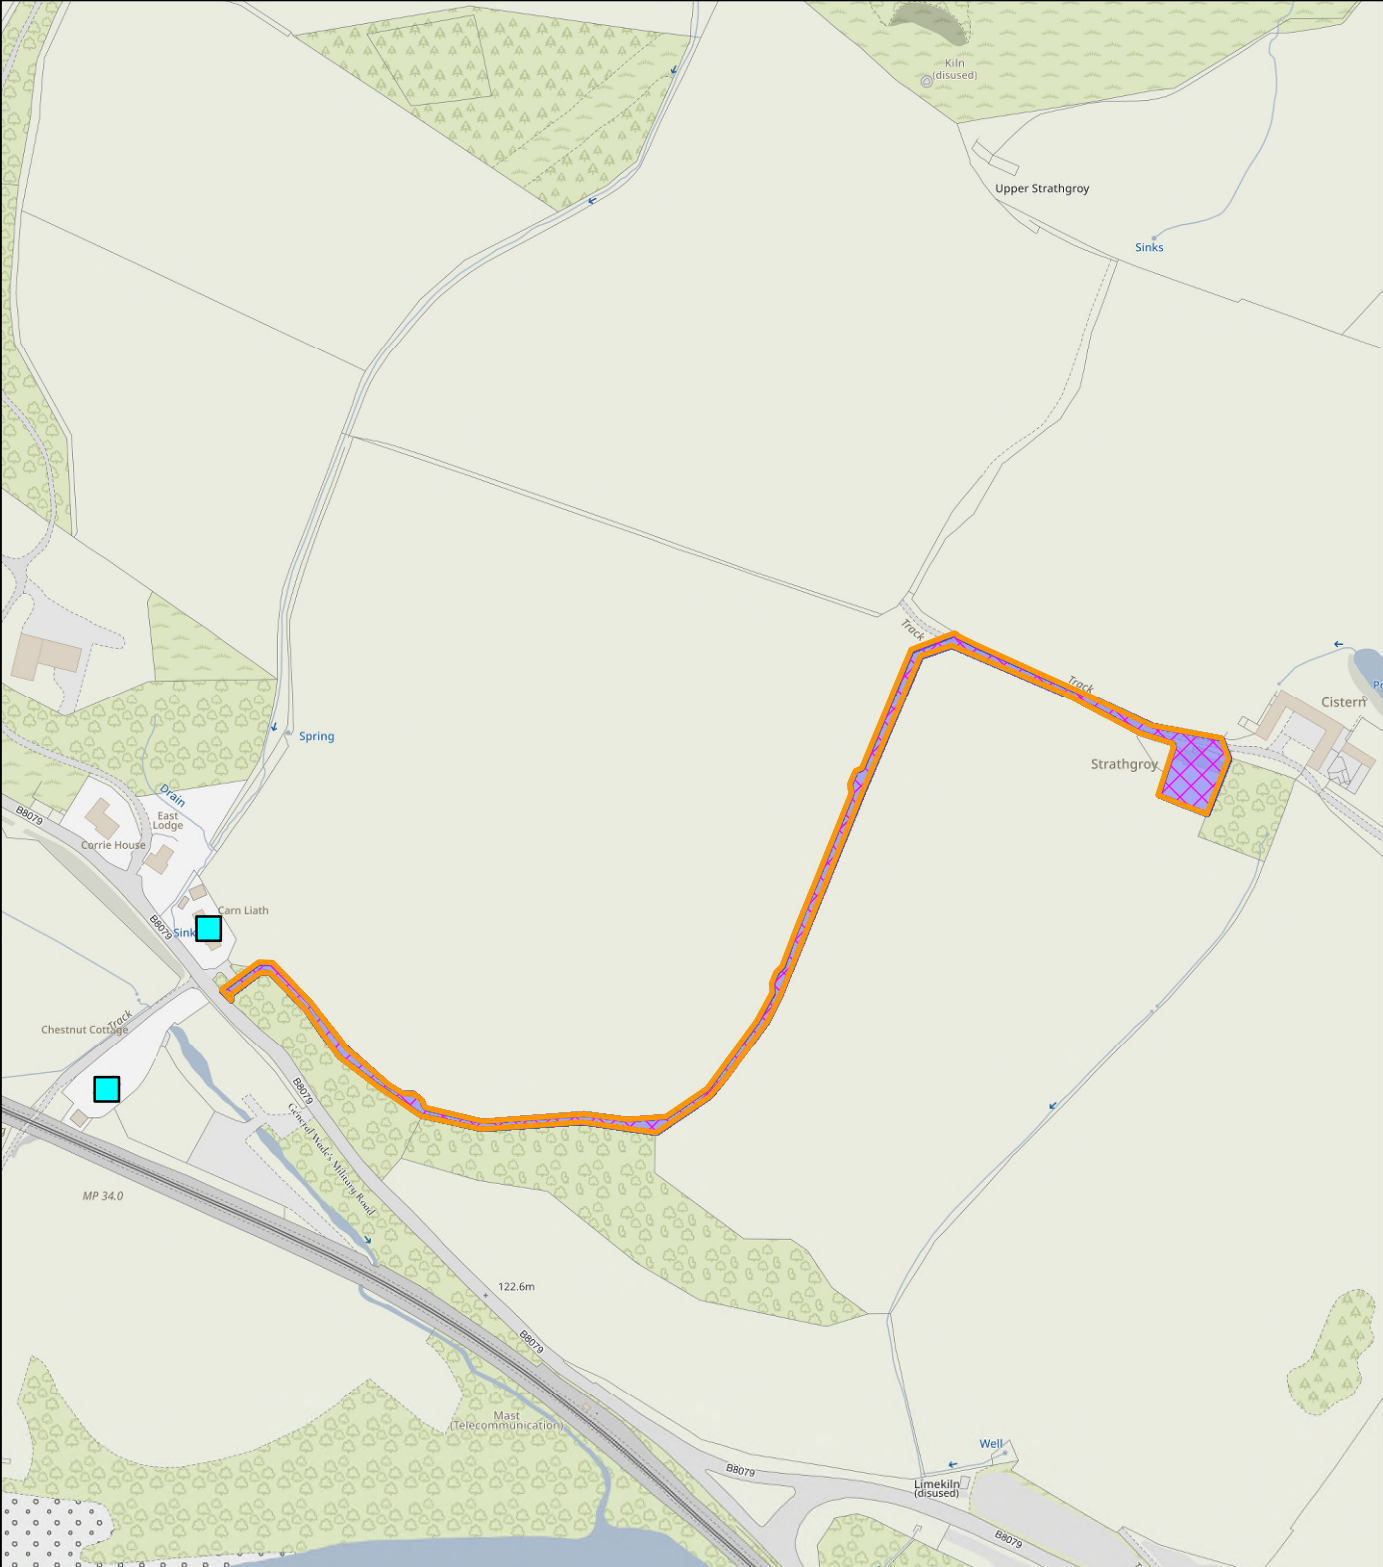 Kiln
(disused)
Upper Strathgroy
Sinks
Track
Track
Cistern
Strathgroy
Spring
Drain
East
Lodge
B8079
Corrie House
Carn Liath
B8079
Track
Chestnut Cottage
B8079
General Wade's Military Road
MP 34.0
122.6m
B8079
Mast
(Telecommunication)
Well
B8079
Limekiln
(disused)
B8079